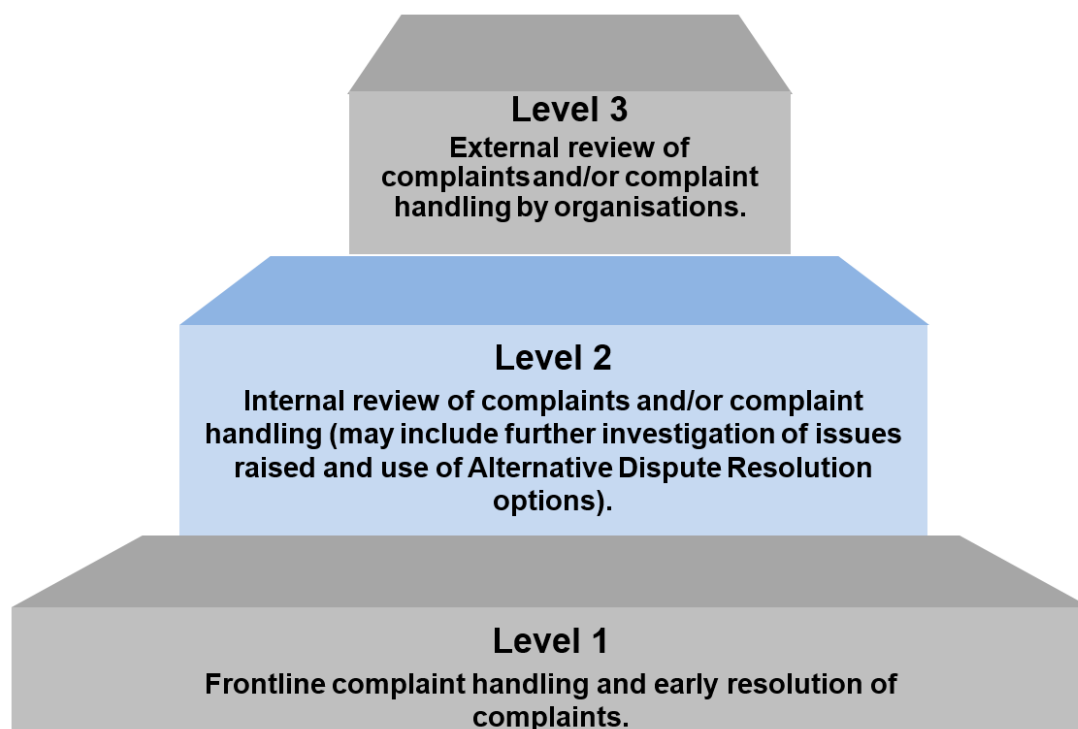 Level 3
External review of
complaints and/or complaint
handling by organisations.
Level 2
Internal review of complaints and/or complaint
handling (may include further investigation of issues
raised and use of Alternative Dispute Resolution
options).
Level 1
Frontline complaint handling and early resolution of
complaints.